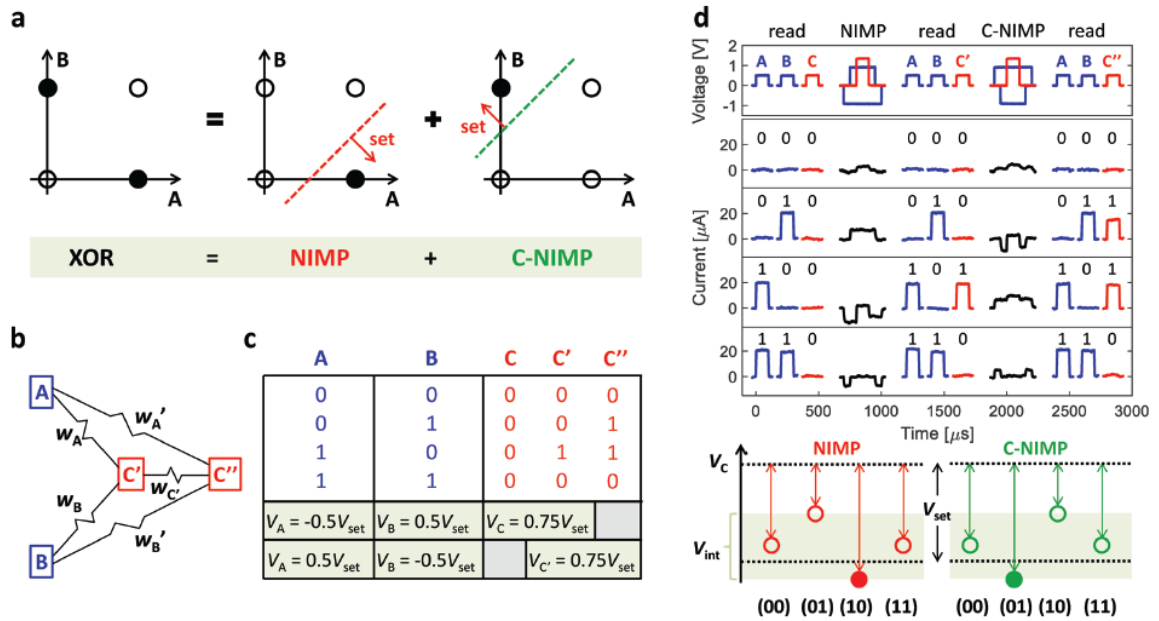 a
B
B
B
=
+
set
set
A
A
A
XOR = NIMP + C-NIMP
b
A
w_A'
w_A
C'
C''
w_C'
w_B
w_B'
B
c
A B C C' C''
0 0 0 0 0
0 1 0 0 1
1 0 0 1 1
1 1 0 0 0
V_A = -0.5V_set V_B = 0.5V_set V_C = 0.75V_set
V_A = 0.5V_set V_B = -0.5V_set V_C' = 0.75V_set
d
read NIMP read C-NIMP read
Voltage [V]
2
1
0
-1
A B C A B C' A B C''
Current [µA]
0 0 0 0 0 0 0 0 0
0
0 1 0 0 1 0 0 1 1
20
0
1 0 0 1 0 1 1 0 1
20
0
1 1 0 1 1 0 1 1 0
20
0
0 500 1000 1500 2000 2500 3000
Time [µs]
NIMP C-NIMP
V_C
V_set
V_int
(00) (01) (10) (11) (00) (01) (10) (11)